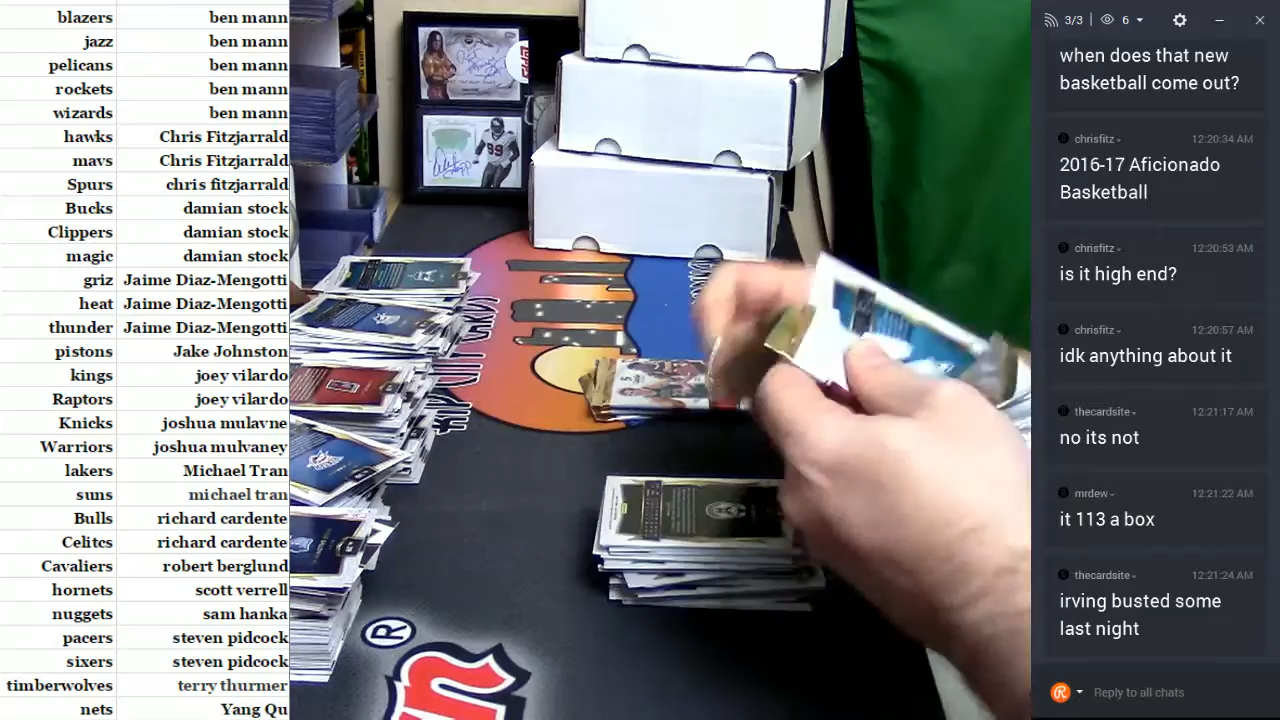 blazers ben mann
jazz ben mann
pelicans ben mann
rockets ben mann
wizards ben mann
hawks Chris Fitzjarrald
mavs Chris Fitzjarrald
Spurs chris fitzjarrald
Bucks damian stock
Clippers damian stock
magic damian stock
griz Jaime Diaz-Mengotti
heat Jaime Diaz-Mengotti
thunder Jaime Diaz-Mengotti
pistons Jake Johnston
kings joey vilardo
Raptors joey vilardo
Knicks joshua mulavne
Warriors joshua mulvaney
lakers Michael Tran
suns michael tran
Bulls richard cardente
Celitcs richard cardente
Cavaliers robert berglund
hornets scott verrell
nuggets sam hanka
pacers steven pidcock
sixers steven pidcock
timberwolves terry thurmer
nets Yang Qu
®
3/3 6
when does that new
basketball come out?
chrisfitz 12:20:34 AM
2016-17 Aficionado
Basketball
chrisfitz 12:20:53 AM
is it high end?
chrisfitz 12:20:57 AM
idk anything about it
thecardsite 12:21:17 AM
no its not
mrdew 12:21:22 AM
it 113 a box
thecardsite 12:21:24 AM
irving busted some
last night
Reply to all chats